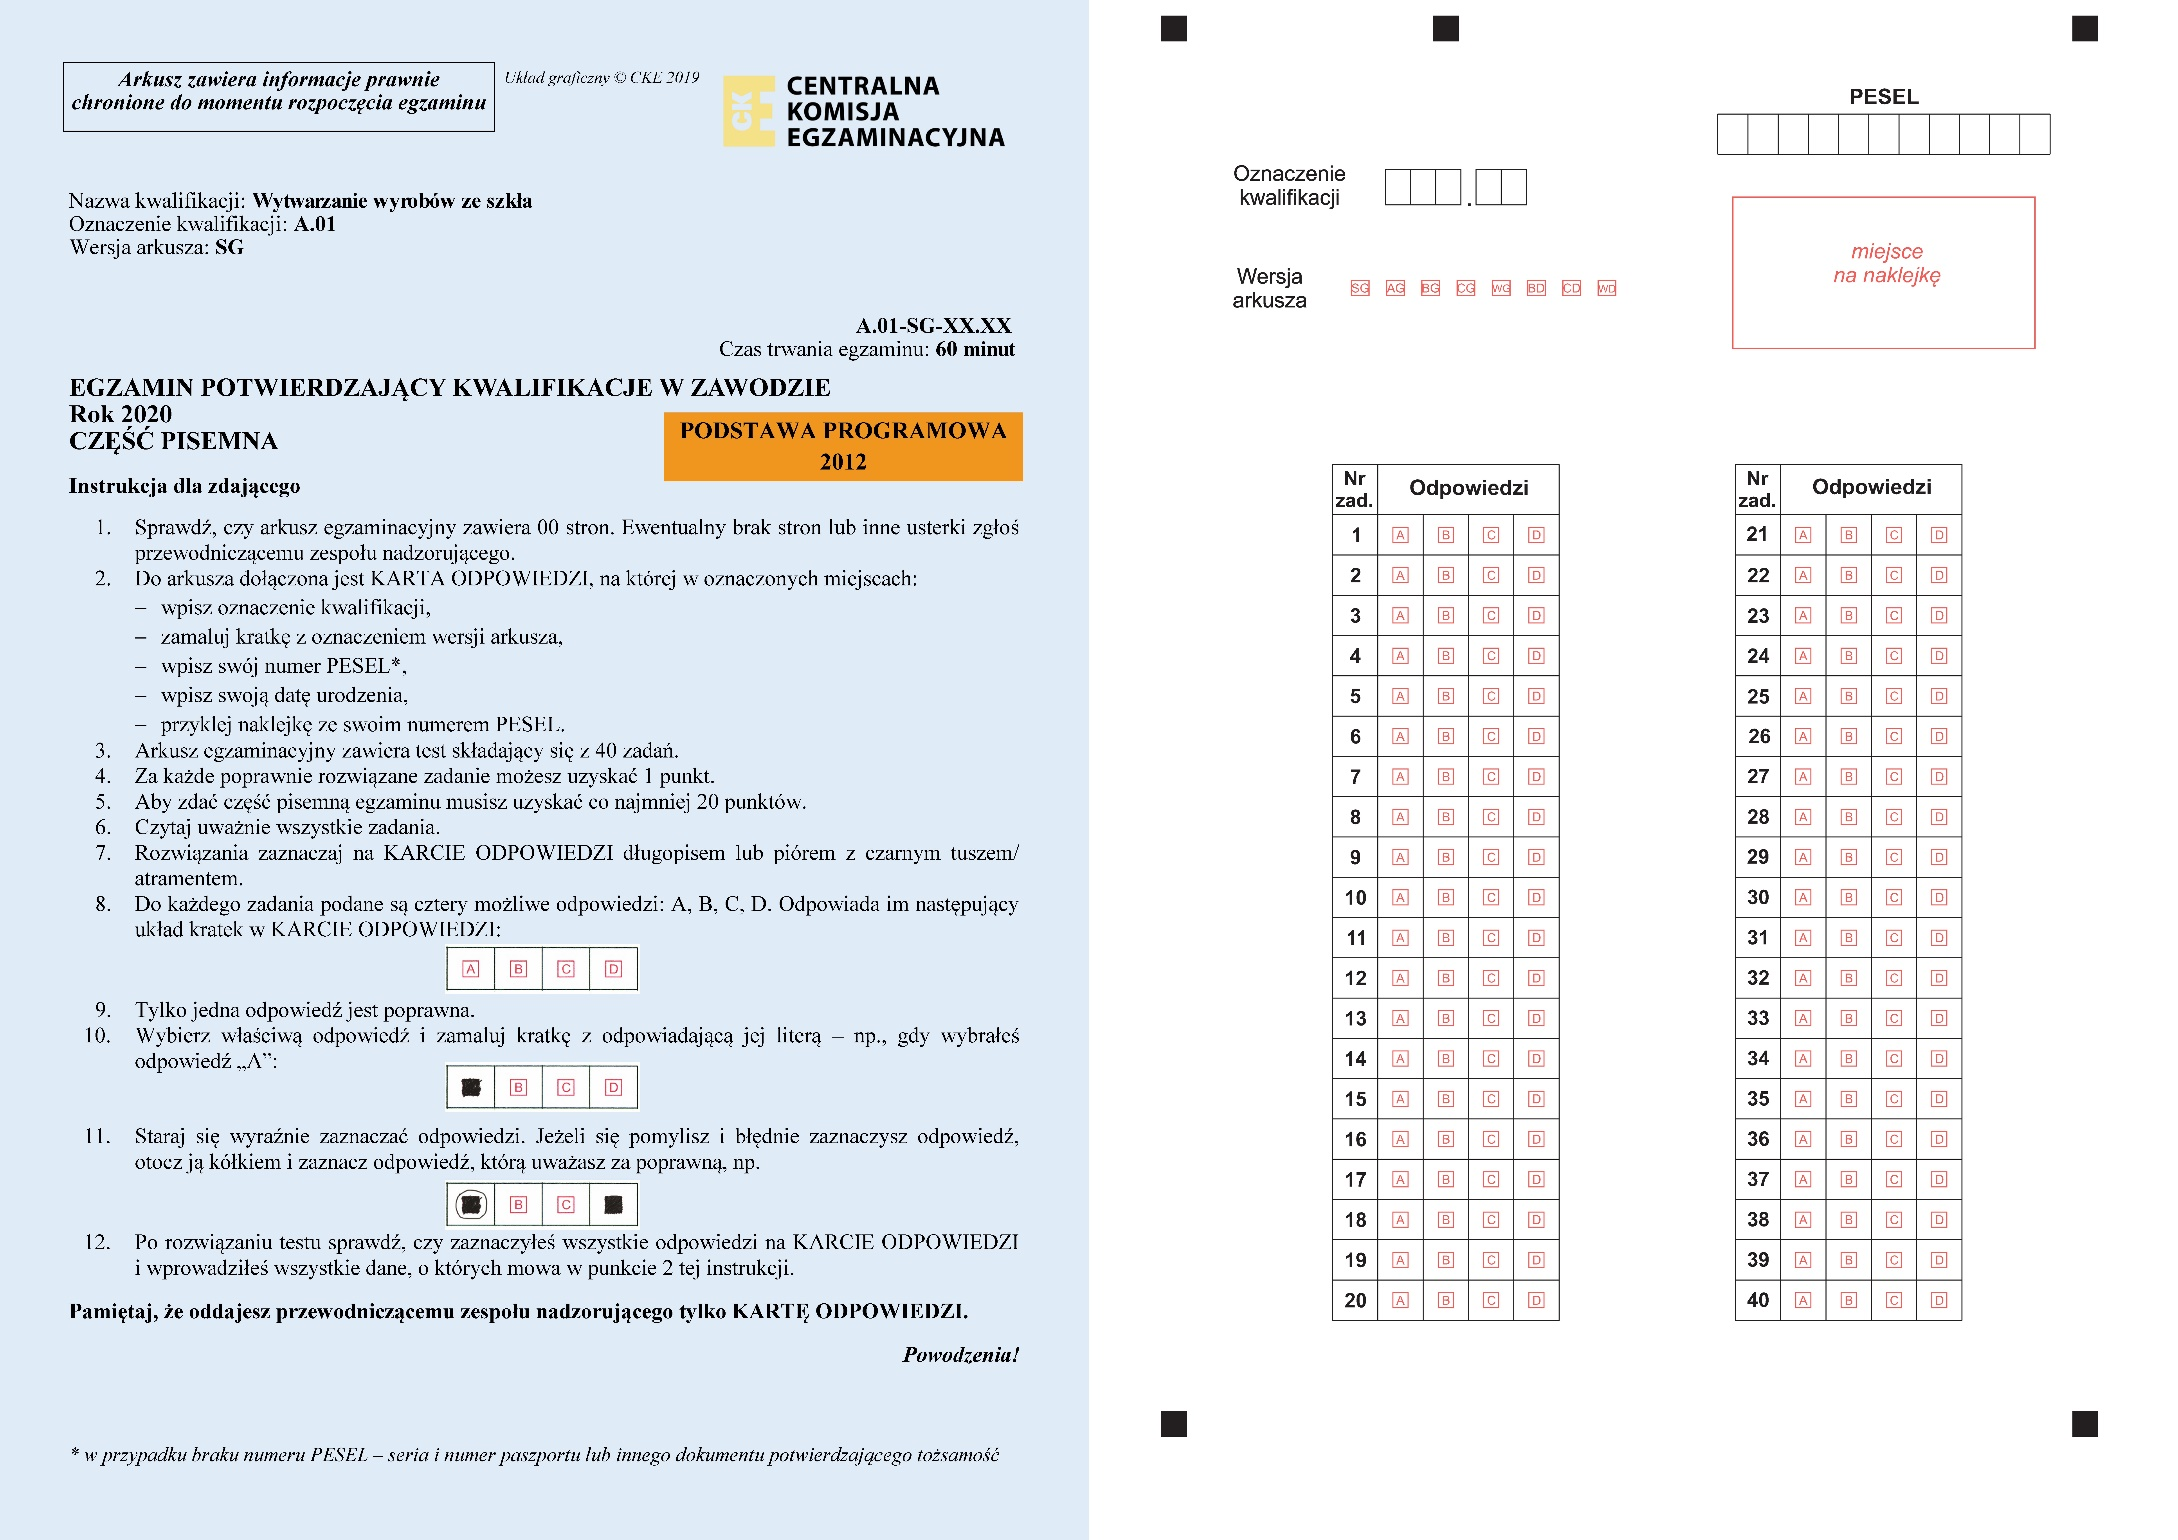 Arkusz zawiera informacje prawnie
chronione do momentu rozpoczęcia egzaminu
Układ graficzny © CKE 2019
CK
E
CENTRALNA
KOMISJA
EGZAMINACYJNA
Nazwa kwalifikacji: Wytwarzanie wyrobów ze szkła
Oznaczenie kwalifikacji: A.01
Wersja arkusza: SG
A.01-SG-XX.XX
Czas trwania egzaminu: 60 minut
EGZAMIN POTWIERDZAJĄCY KWALIFIKACJE W ZAWODZIE
Rok 2020
CZĘŚĆ PISEMNA
PODSTAWA PROGRAMOWA
2012
Instrukcja dla zdającego
1. Sprawdź, czy arkusz egzaminacyjny zawiera 00 stron. Ewentualny brak stron lub inne usterki zgłoś
przewodniczącemu zespołu nadzorującego.
2. Do arkusza dołączona jest KARTA ODPOWIEDZI, na której w oznaczonych miejscach:
– wpisz oznaczenie kwalifikacji,
– zamaluj kratkę z oznaczeniem wersji arkusza,
– wpisz swój numer PESEL*,
– wpisz swoją datę urodzenia,
– przyklej naklejkę ze swoim numerem PESEL.
3. Arkusz egzaminacyjny zawiera test składający się z 40 zadań.
4. Za każde poprawnie rozwiązane zadanie możesz uzyskać 1 punkt.
5. Aby zdać część pisemną egzaminu musisz uzyskać co najmniej 20 punktów.
6. Czytaj uważnie wszystkie zadania.
7. Rozwiązania zaznaczaj na KARCIE ODPOWIEDZI długopisem lub piórem z czarnym tuszem/
atramentem.
8. Do każdego zadania podane są cztery możliwe odpowiedzi: A, B, C, D. Odpowiada im następujący
układ kratek w KARCIE ODPOWIEDZI:
A B C D
9. Tylko jedna odpowiedź jest poprawna.
10. Wybierz właściwą odpowiedź i zamaluj kratkę z odpowiadającą jej literą – np., gdy wybrałeś
odpowiedź „A”:
B C D
11. Staraj się wyraźnie zaznaczać odpowiedzi. Jeżeli się pomylisz i błędnie zaznaczysz odpowiedź,
otocz ją kółkiem i zaznacz odpowiedź, którą uważasz za poprawną, np.
B C
12. Po rozwiązaniu testu sprawdź, czy zaznaczyłeś wszystkie odpowiedzi na KARCIE ODPOWIEDZI
i wprowadziłeś wszystkie dane, o których mowa w punkcie 2 tej instrukcji.
Pamiętaj, że oddajesz przewodniczącemu zespołu nadzorującego tylko KARTĘ ODPOWIEDZI.
Powodzenia!
* w przypadku braku numeru PESEL – seria i numer paszportu lub innego dokumentu potwierdzającego tożsamość
PESEL
Oznaczenie
kwalifikacji
.
miejsce
na naklejkę
Wersja
arkusza
SG AG BG CG WG BD CD WD
Nr
zad.
Odpowiedzi
1 A B C D
2 A B C D
3 A B C D
4 A B C D
5 A B C D
6 A B C D
7 A B C D
8 A B C D
9 A B C D
10 A B C D
11 A B C D
12 A B C D
13 A B C D
14 A B C D
15 A B C D
16 A B C D
17 A B C D
18 A B C D
19 A B C D
20 A B C D
Nr
zad.
Odpowiedzi
21 A B C D
22 A B C D
23 A B C D
24 A B C D
25 A B C D
26 A B C D
27 A B C D
28 A B C D
29 A B C D
30 A B C D
31 A B C D
32 A B C D
33 A B C D
34 A B C D
35 A B C D
36 A B C D
37 A B C D
38 A B C D
39 A B C D
40 A B C D